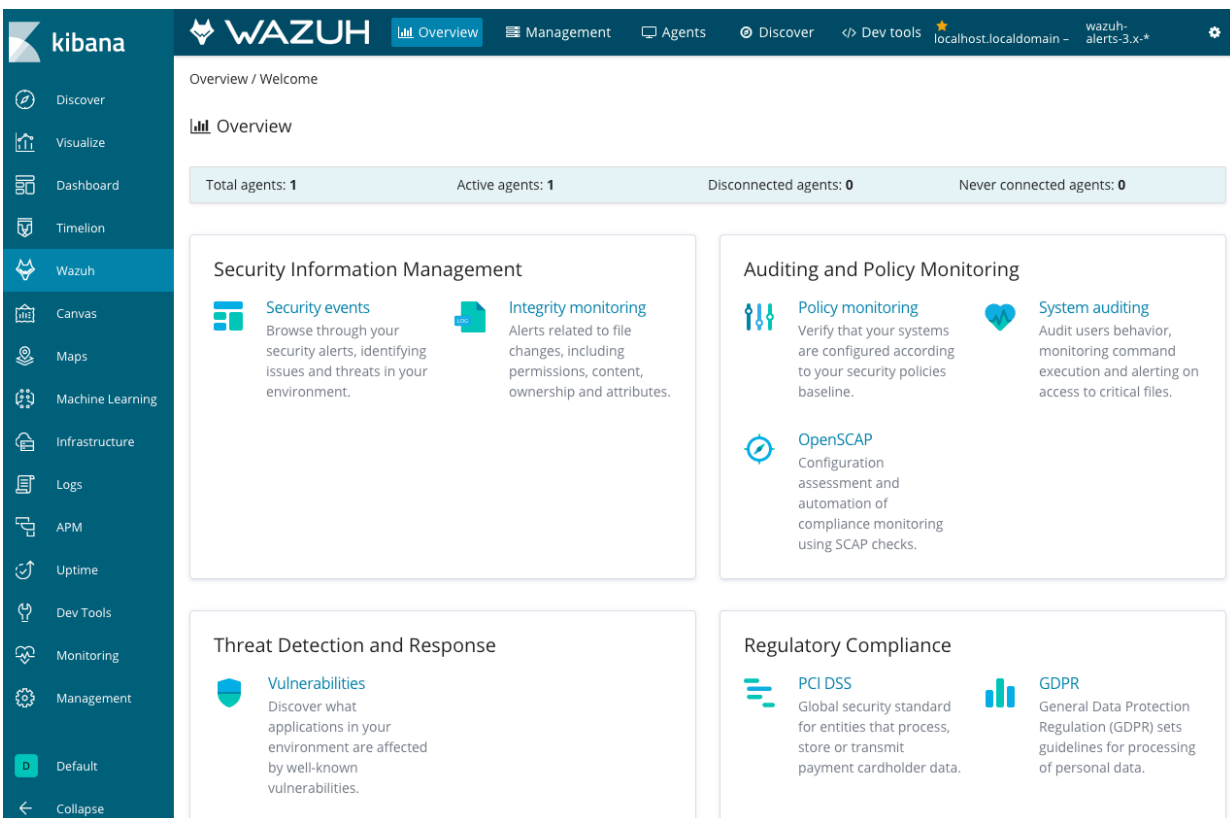 kibana
Discover
Visualize
Dashboard
Timelion
Wazuh
Canvas
Maps
Machine Learning
Infrastructure
Logs
APM
Uptime
Dev Tools
Monitoring
Management
D Default
Collapse
WAZUH Overview Management Agents Discover </> Dev tools localhost.localdomain – wazuh-
alerts-3.x-*
Overview / Welcome
Overview
Total agents: 1 Active agents: 1 Disconnected agents: 0 Never connected agents: 0
Security Information Management
Security events
Browse through your
security alerts, identifying
issues and threats in your
environment.
LOG
Integrity monitoring
Alerts related to file
changes, including
permissions, content,
ownership and attributes.
Auditing and Policy Monitoring
Policy monitoring
Verify that your systems
are configured according
to your security policies
baseline.
System auditing
Audit users behavior,
monitoring command
execution and alerting on
access to critical files.
OpenSCAP
Configuration
assessment and
automation of
compliance monitoring
using SCAP checks.
Threat Detection and Response
Vulnerabilities
Discover what
applications in your
environment are affected
by well-known
vulnerabilities.
Regulatory Compliance
PCI DSS
Global security standard
for entities that process,
store or transmit
payment cardholder data.
GDPR
General Data Protection
Regulation (GDPR) sets
guidelines for processing
of personal data.